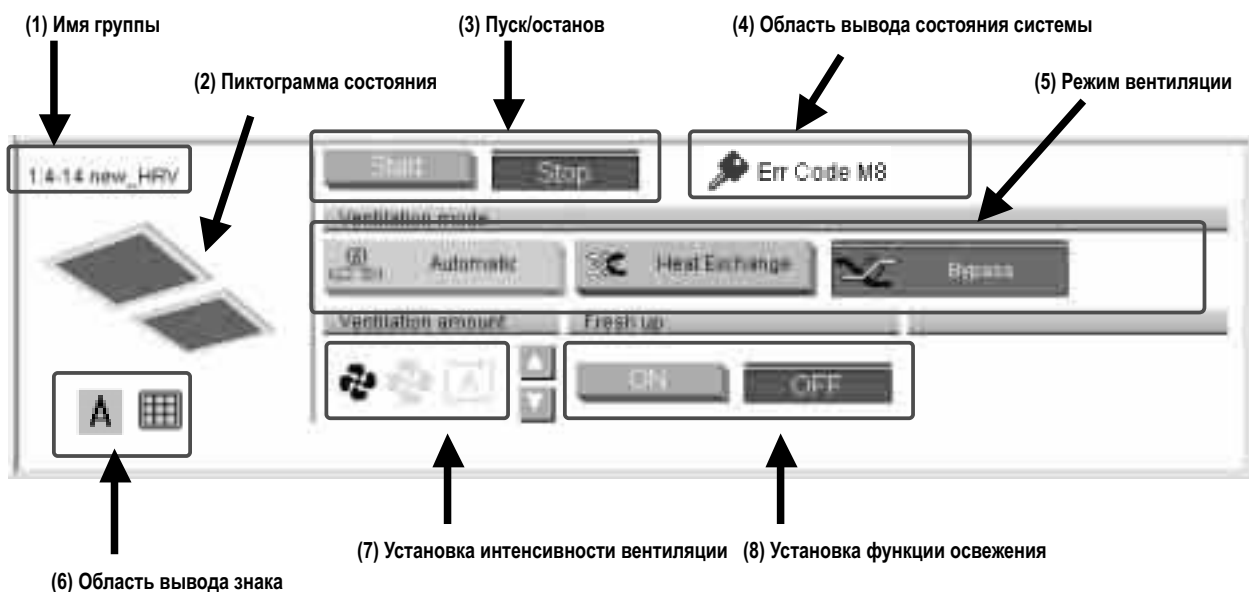 (1) Имя группы
(3) Пуск/останов
(4) Область вывода состояния системы
(2) Пиктограмма состояния
(5) Режим вентиляции
1:4-14 new_HRV
Start
Stop
Err Code M8
Ventilation mode
Automatic
Heat Exchange
Bypass
Ventilation amount
Fresh up
A
ON
OFF
A
(7) Установка интенсивности вентиляции
(8) Установка функции освежения
(6) Область вывода знака